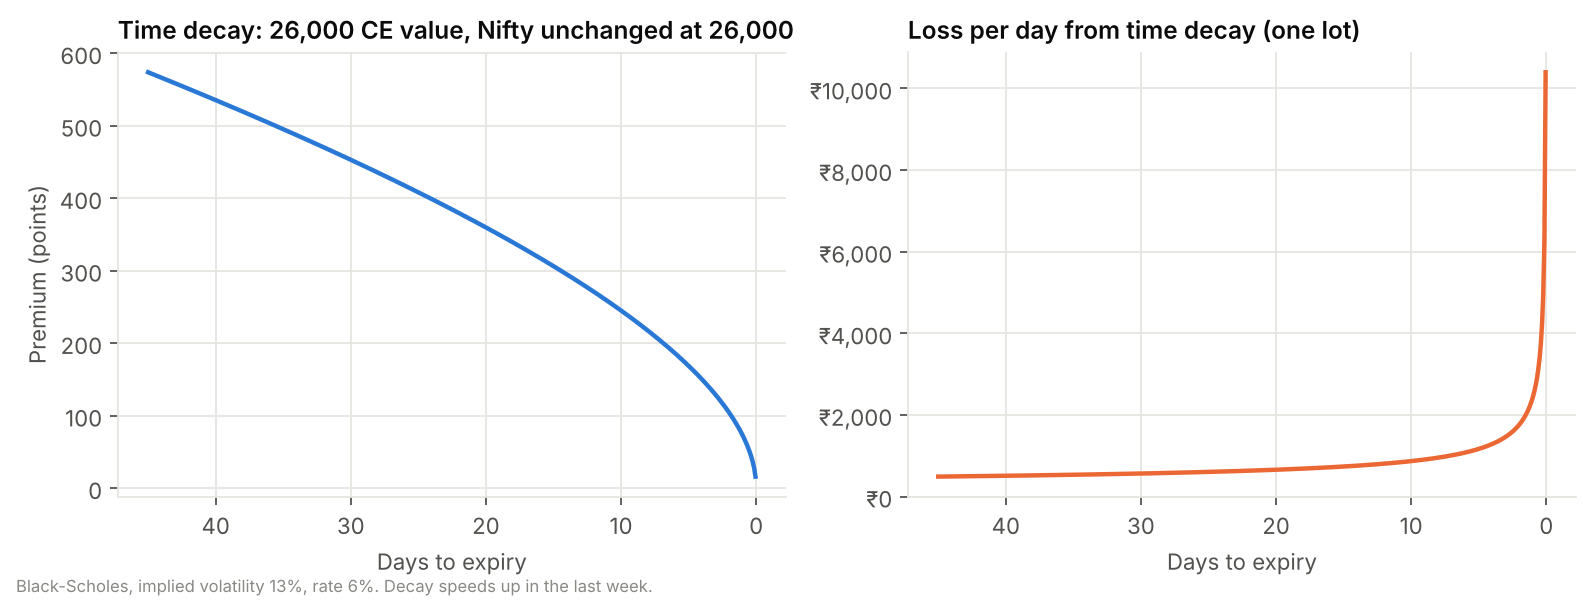 Time decay: 26,000 CE value, Nifty unchanged at 26,000
600
500
400
300
200
100
0
Premium (points)
40 30 20 10 0
Days to expiry
Loss per day from time decay (one lot)
₹10,000
₹8,000
₹6,000
₹4,000
₹2,000
₹0
40 30 20 10 0
Days to expiry
Black-Scholes, implied volatility 13%, rate 6%. Decay speeds up in the last week.